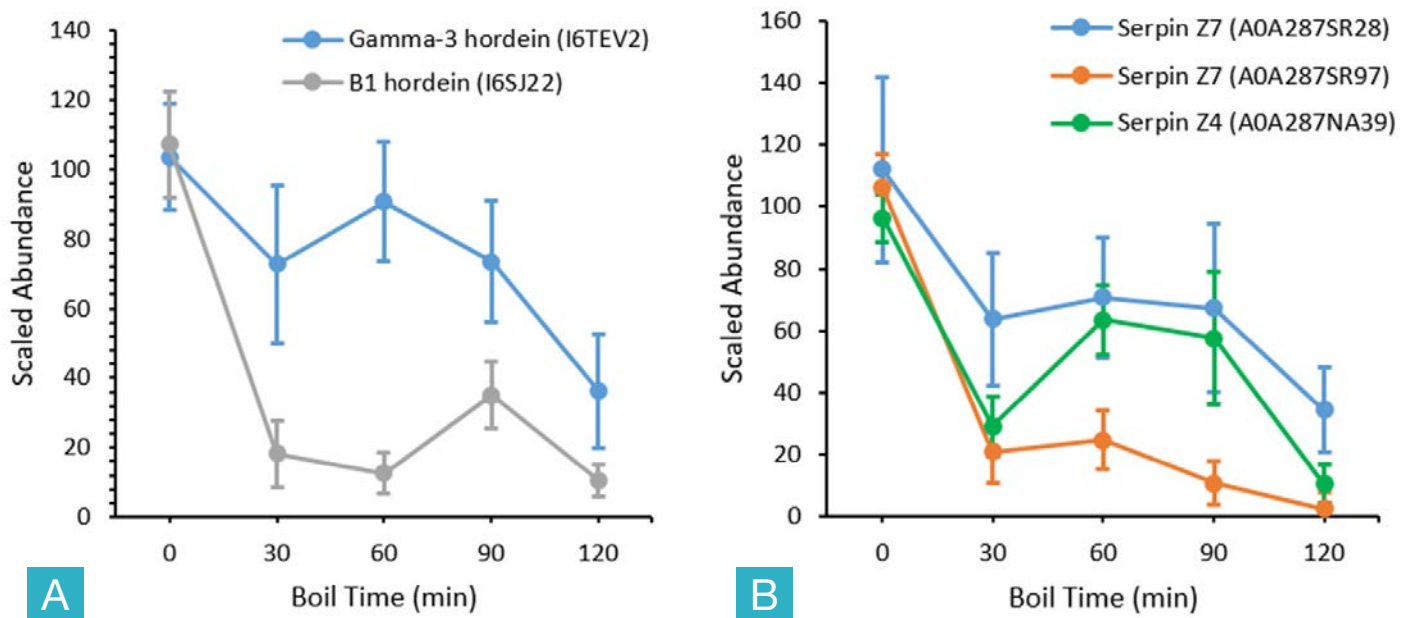 140
120
100
80
60
40
20
0
Scaled Abundance
Gamma-3 hordein (I6TEV2)
B1 hordein (I6SJ22)
0 30 60 90 120
Boil Time (min)
A
160
140
120
100
80
60
40
20
0
Scaled Abundance
Serpin Z7 (A0A287SR28)
Serpin Z7 (A0A287SR97)
Serpin Z4 (A0A287NA39)
0 30 60 90 120
Boil Time (min)
B